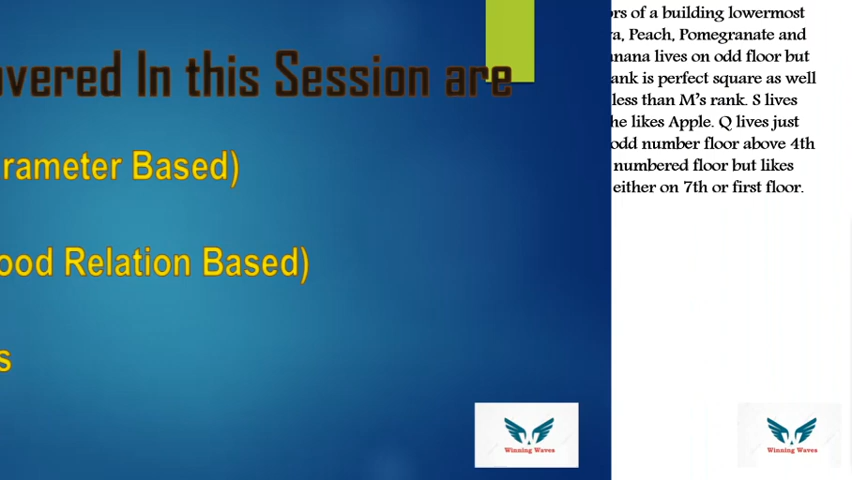 overed In this Session are
rameter Based)
ood Relation Based)
s
Winning Waves
rs of a building lowermost
a, Peach, Pomegranate and
nana lives on odd floor but
ank is perfect square as well
less than M's rank. S lives
he likes Apple. Q lives just
odd number floor above 4th
numbered floor but likes
either on 7th or first floor.
Winning Waves